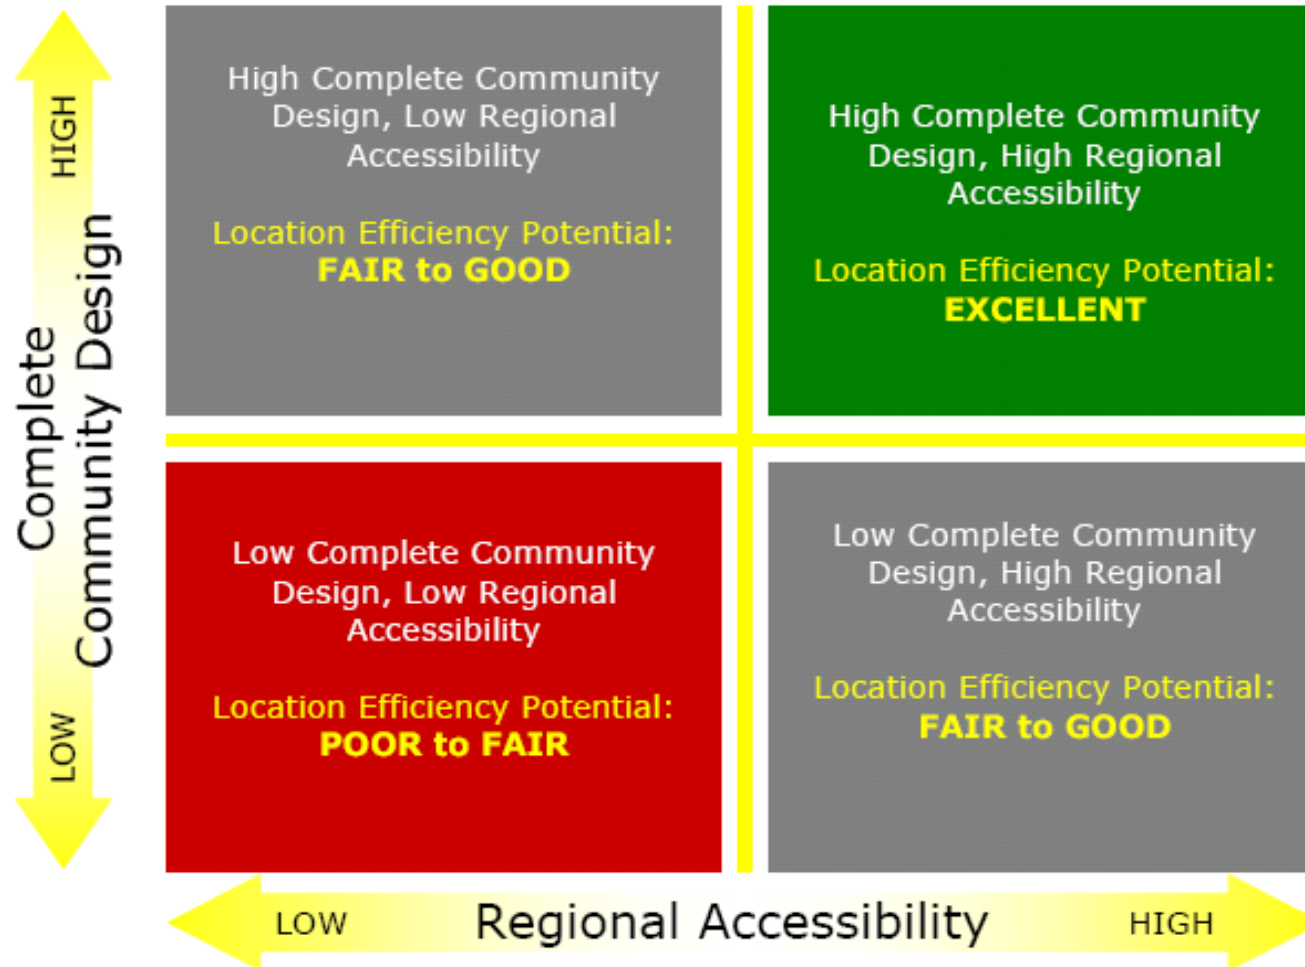 HIGH
Complete
Community Design
LOW
High Complete Community
Design, Low Regional
Accessibility
Location Efficiency Potential:
FAIR to GOOD
High Complete Community
Design, High Regional
Accessibility
Location Efficiency Potential:
EXCELLENT
Low Complete Community
Design, Low Regional
Accessibility
Location Efficiency Potential:
POOR to FAIR
Low Complete Community
Design, High Regional
Accessibility
Location Efficiency Potential:
FAIR to GOOD
LOW Regional Accessibility HIGH